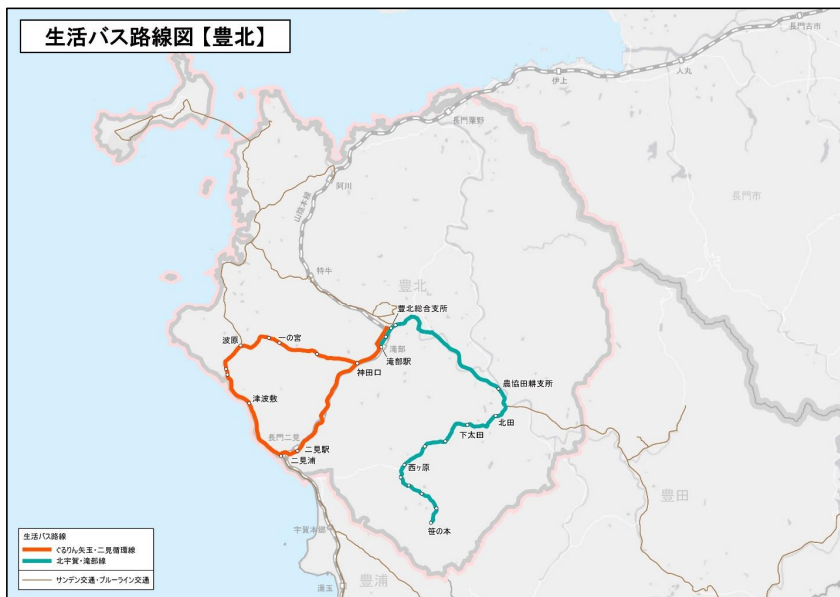 生活バス路線図【豊北】
長門古市
人丸
伊上
長門粟野
長門市
阿川
山陰本線
特牛
豊北
豊北総合支所
一の宮
波原
滝部
滝部駅
神田口
農協田耕支所
津波敷
北田
下太田
長門二見
二見駅
二見浦
西ヶ原
豊田
笹の本
宇賀本郷
豊浦
湯玉
生活バス路線
ぐるりん矢玉・二見循環線
北宇賀・滝部線
サンデン交通・ブルーライン交通